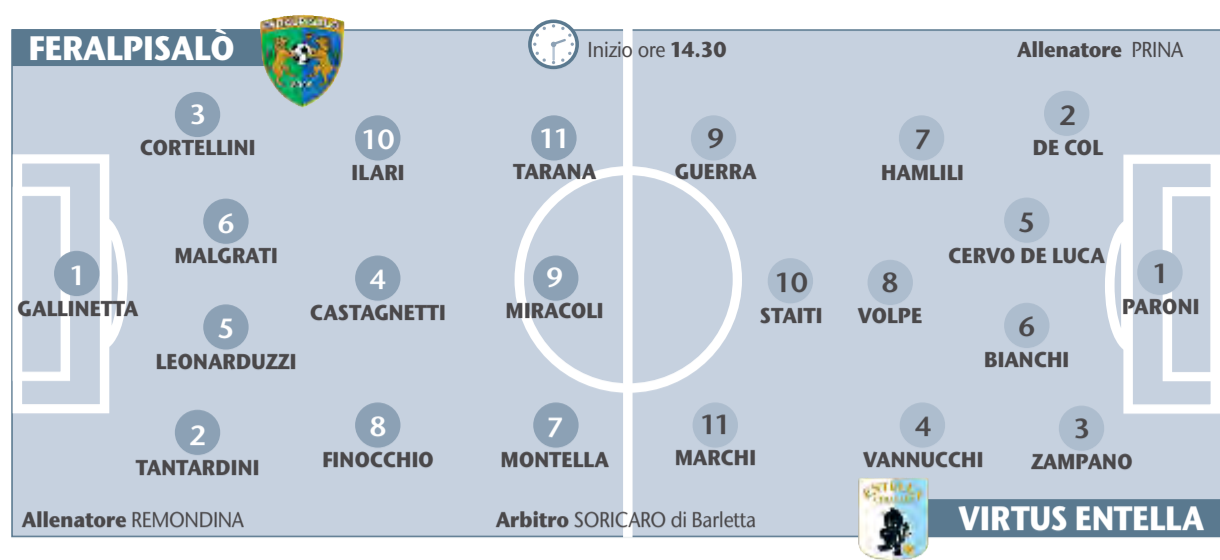 FERALPISALÒ
Inizio ore 14.30
Allenatore PRINA
3
CORTELLINI
10
ILARI
11
TARANA
6
MALGRATI
1
GALLINETTA
4
CASTAGNETTI
9
MIRACOLI
5
LEONARDUZZI
2
TANTARDINI
8
FINOCCHIO
7
MONTELLA
9
GUERRA
7
HAMLILI
2
DE COL
5
CERVO DE LUCA
10
STAITI
8
VOLPE
1
PARONI
6
BIANCHI
11
MARCHI
4
VANNUCCHI
3
ZAMPANO
Allenatore REMONDINA
Arbitro SORICARO di Barletta
VIRTUS ENTELLA